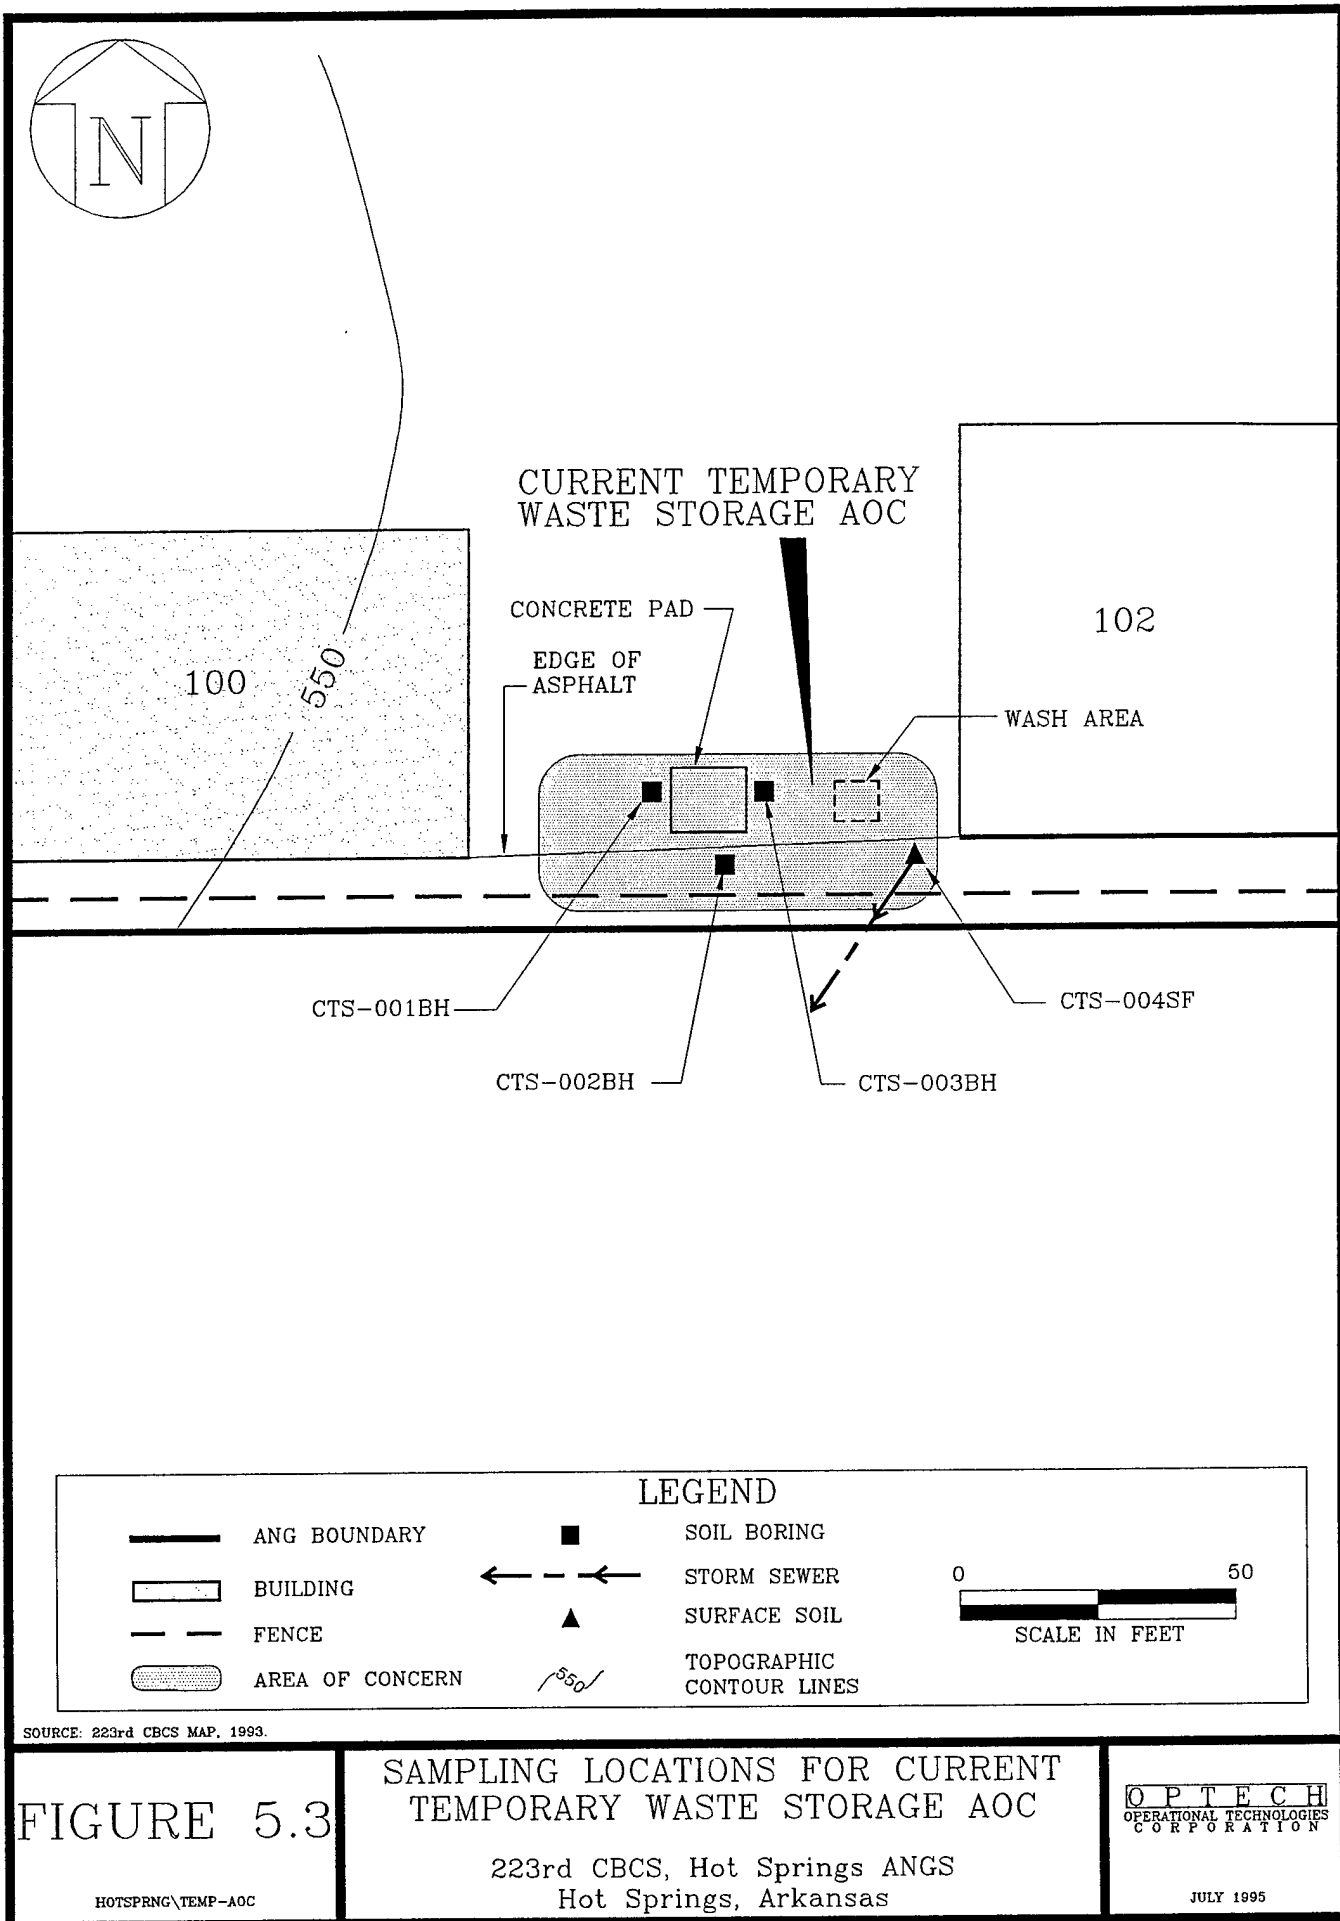 N
CURRENT TEMPORARY
WASTE STORAGE AOC
CONCRETE PAD
EDGE OF
ASPHALT
100
550
102
WASH AREA
CTS-001BH
CTS-004SF
CTS-002BH
CTS-003BH
LEGEND
ANG BOUNDARY
BUILDING
FENCE
AREA OF CONCERN
SOIL BORING
STORM SEWER
SURFACE SOIL
550
TOPOGRAPHIC
CONTOUR LINES
0 50
SCALE IN FEET
SOURCE: 223rd CBCS MAP, 1993.
FIGURE 5.3
HOTSPRNG\TEMP-AOC
SAMPLING LOCATIONS FOR CURRENT
TEMPORARY WASTE STORAGE AOC
223rd CBCS, Hot Springs ANGS
Hot Springs, Arkansas
OPTECH
OPERATIONAL TECHNOLOGIES
CORPORATION
JULY 1995